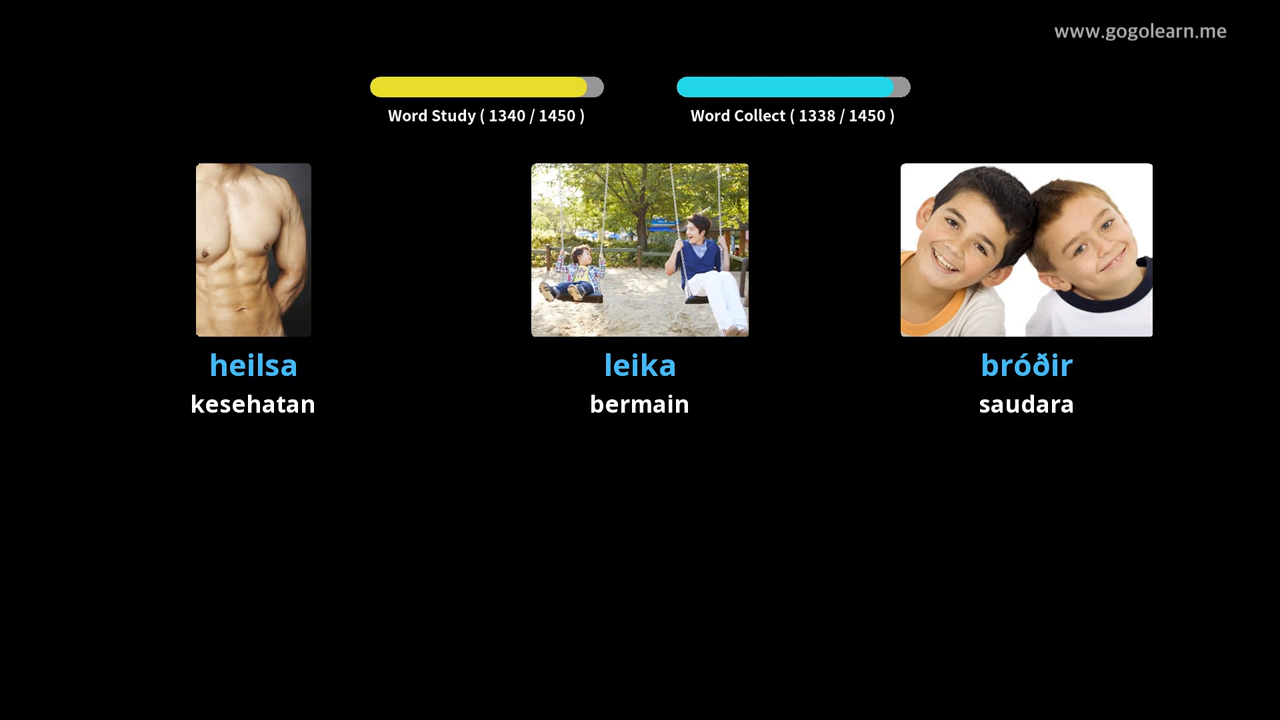 www.gogolearn.me
Word Study ( 1340 / 1450 )
Word Collect ( 1338 / 1450 )
heilsa
kesehatan
leika
bermain
bróðir
saudara